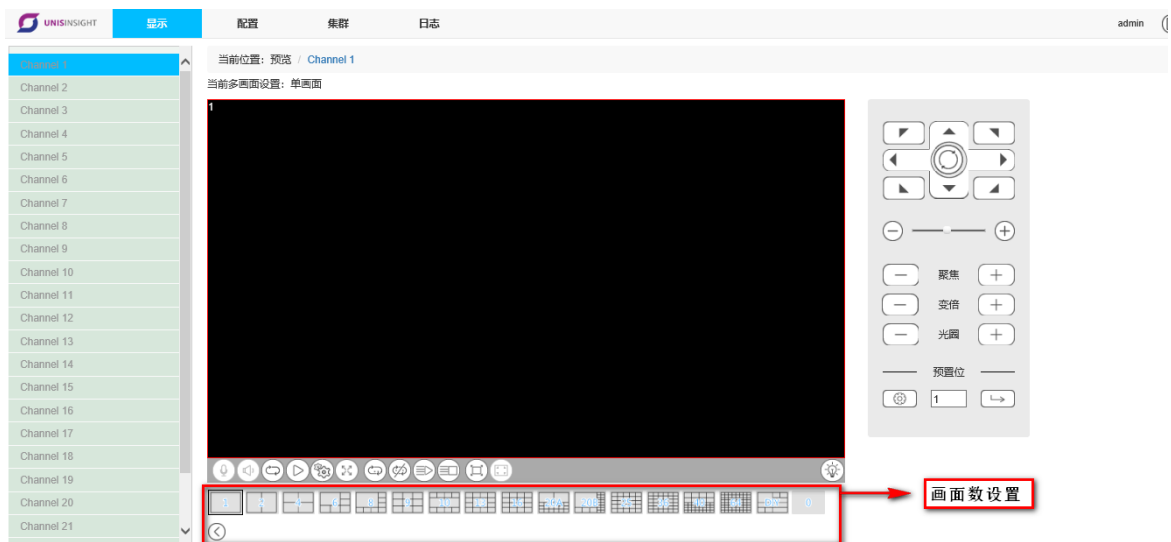 UNISINSIGHT 显示 配置 集群 日志 admin
当前位置：预览 / Channel 1
当前多画面设置：单画面
Channel 1
Channel 2
Channel 3
Channel 4
Channel 5
Channel 6
Channel 7
Channel 8
Channel 9
Channel 10
Channel 11
Channel 12
Channel 13
Channel 14
Channel 15
Channel 16
Channel 17
Channel 18
Channel 19
Channel 20
Channel 21
1
聚焦
变倍
光圈
预置位
1
画面数设置